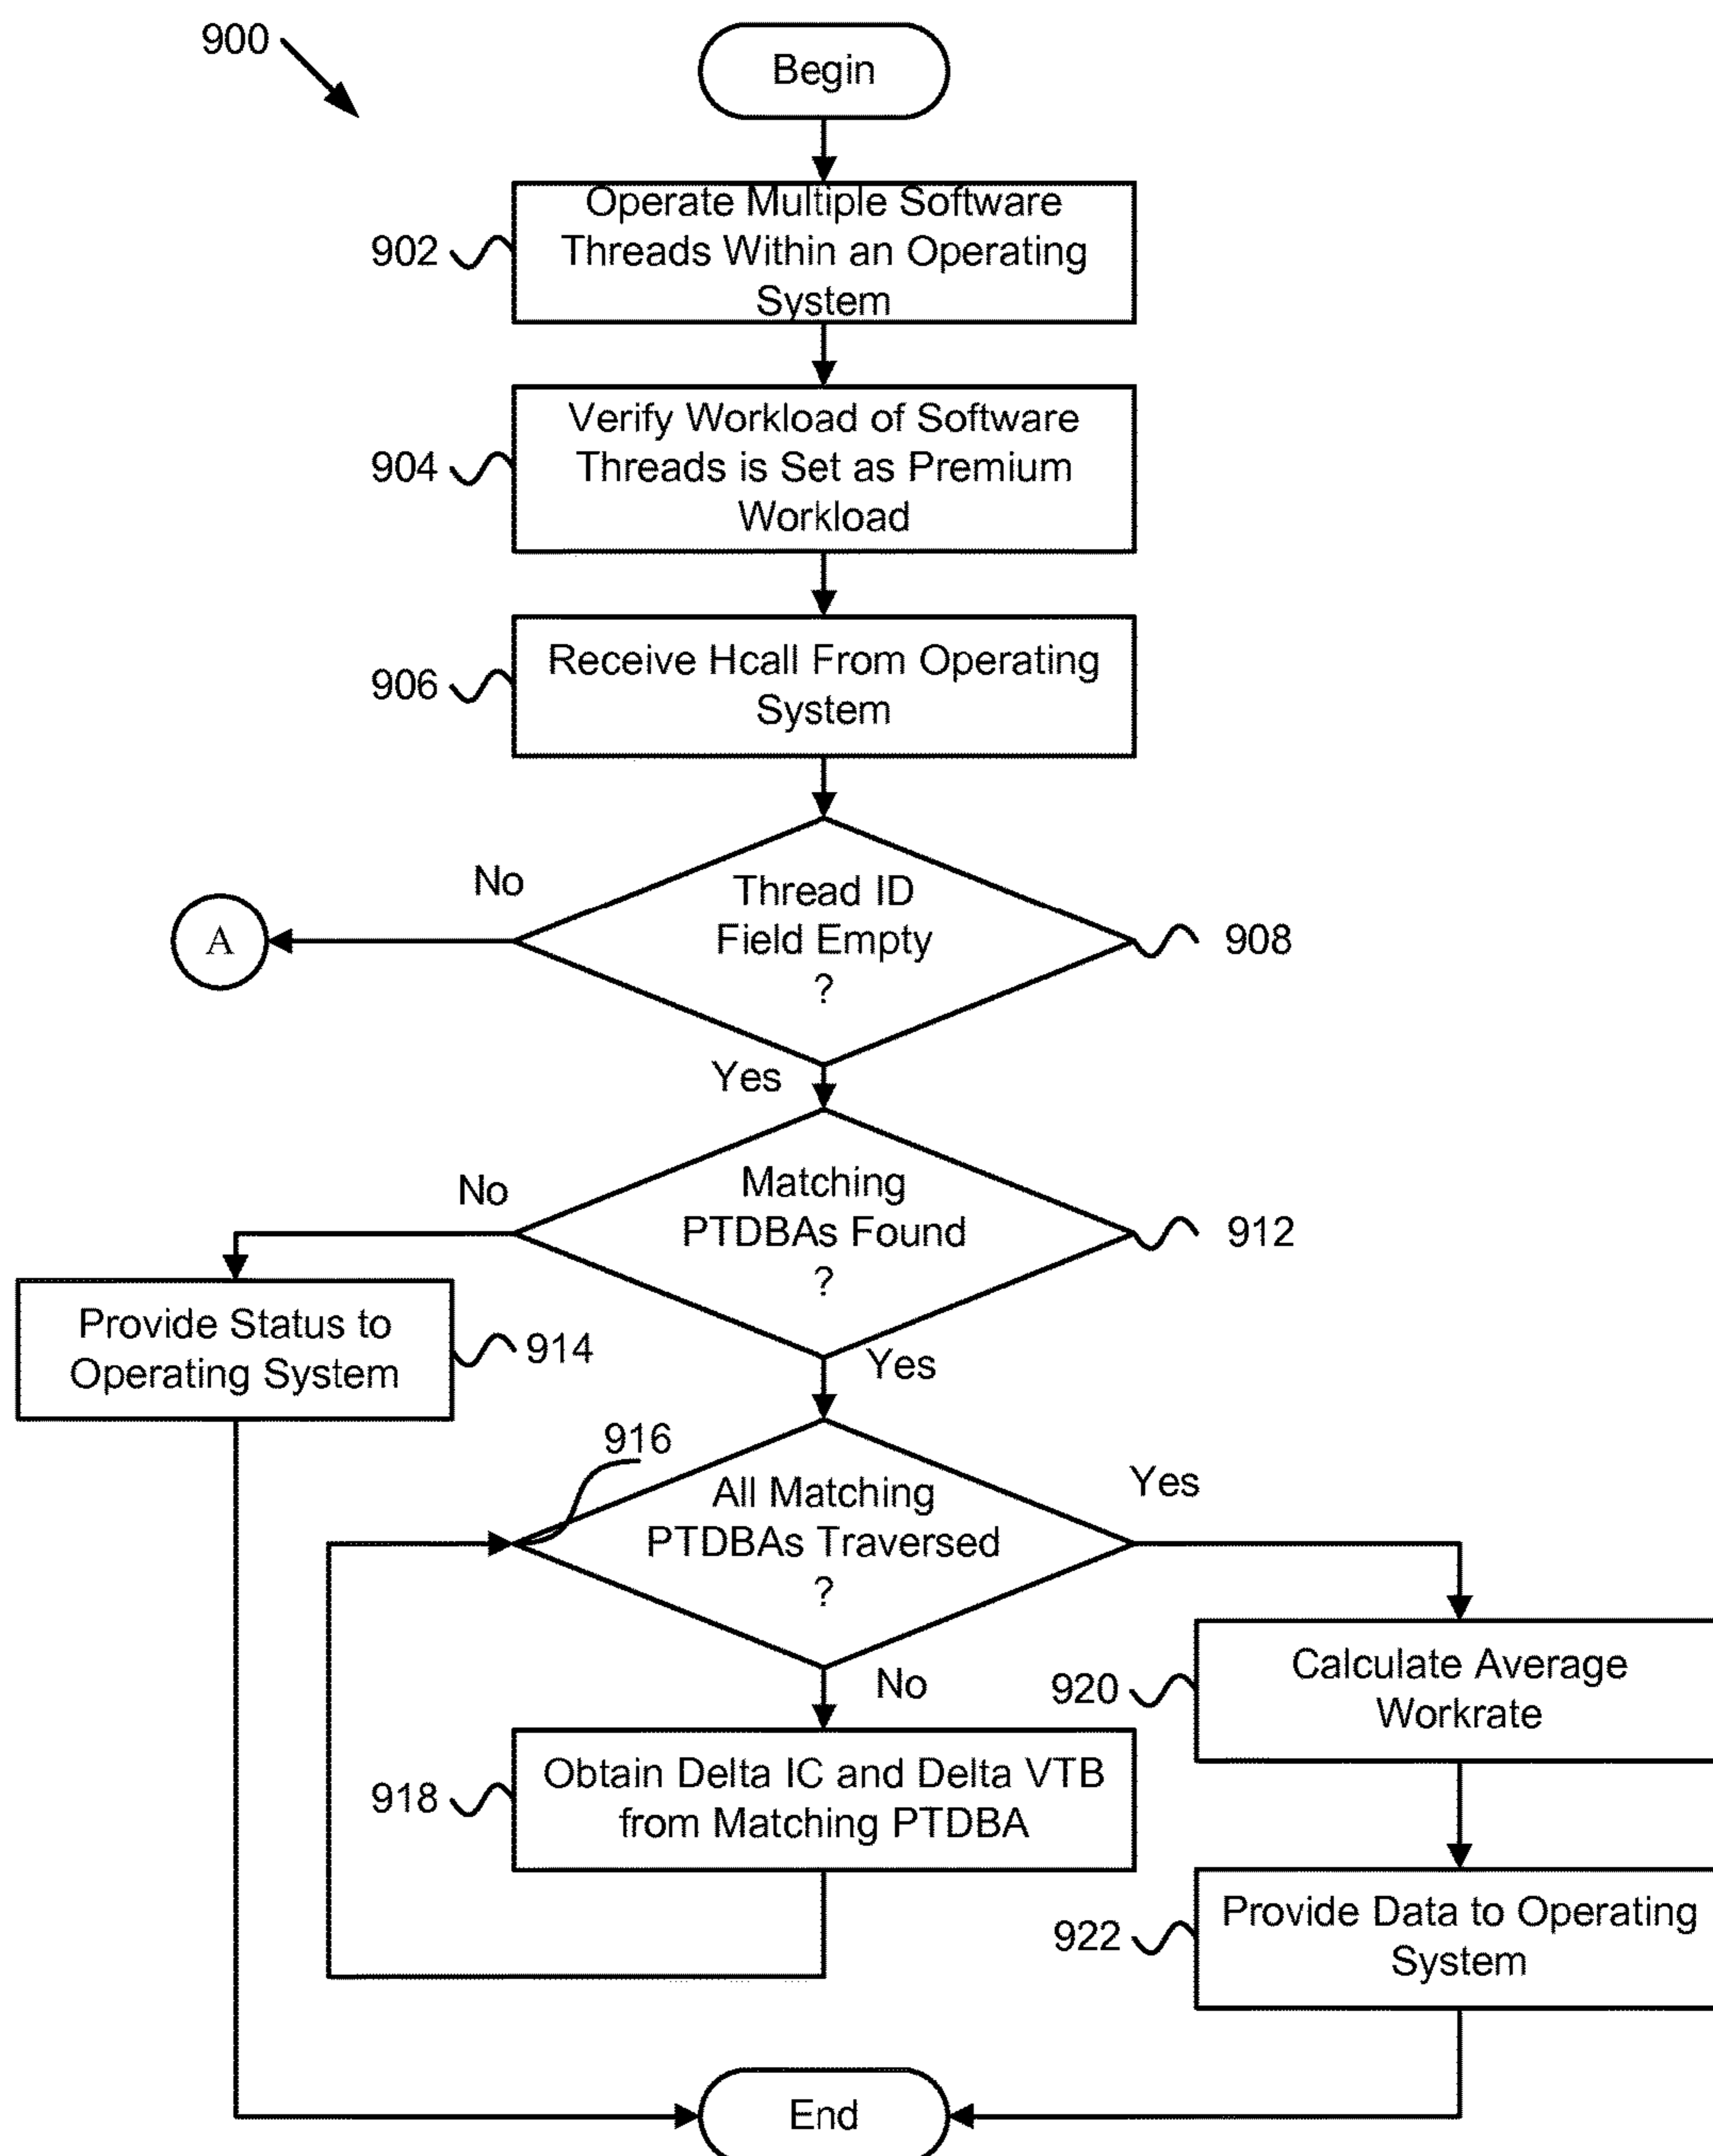 900
Begin
Operate Multiple Software
Threads Within an Operating
System
902
Verify Workload of Software
Threads is Set as Premium
Workload
904
Receive Hcall From Operating
System
906
No
Thread ID
Field Empty
?
A
908
Yes
No
Matching
PTDBAs Found
?
912
Provide Status to
Operating System
914
Yes
916
All Matching
PTDBAs Traversed
?
Yes
No
Calculate Average
Workrate
920
Obtain Delta IC and Delta VTB
from Matching PTDBA
918
Provide Data to Operating
System
922
End